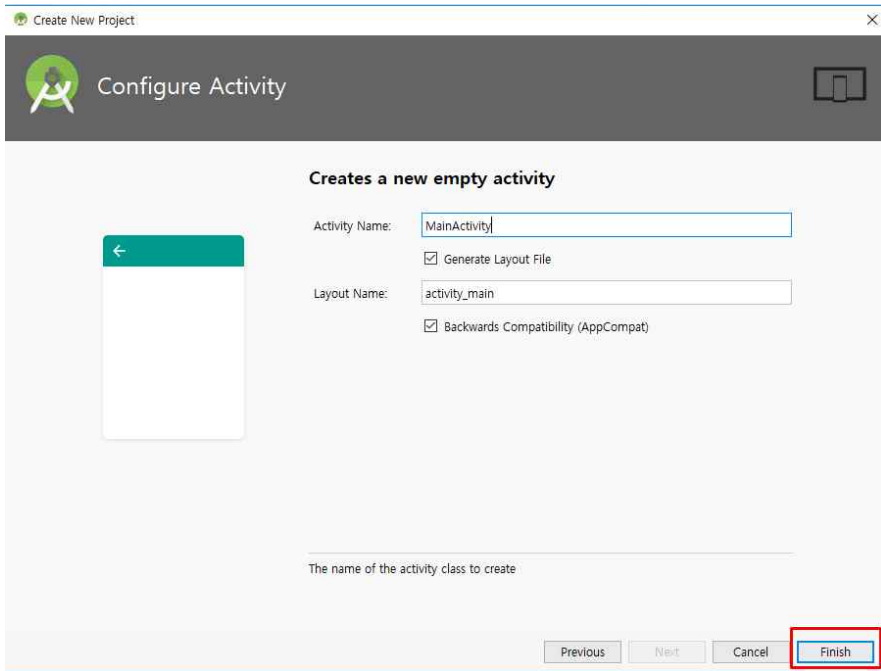 Create New Project
Configure Activity
Creates a new empty activity
Activity Name: MainActivity
Generate Layout File
Layout Name: activity_main
Backwards Compatibility (AppCompat)
The name of the activity class to create
Previous Next Cancel Finish